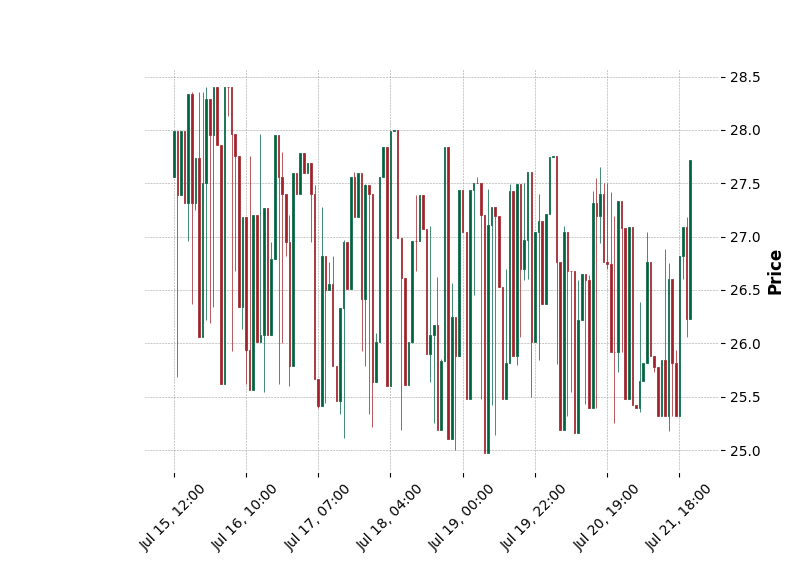 28.5
28.0
27.5
27.0
26.5
26.0
25.5
25.0
Price
Jul 15, 12:00
Jul 16, 10:00
Jul 17, 07:00
Jul 18, 04:00
Jul 19, 00:00
Jul 19, 22:00
Jul 20, 19:00
Jul 21, 18:00